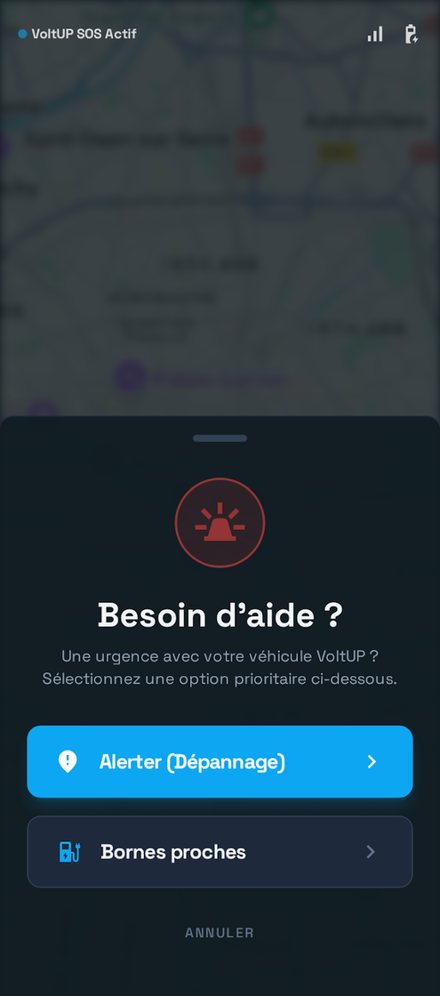 VoltUP SOS Actif
Besoin d'aide ?
Une urgence avec votre véhicule VoltUP ?
Sélectionnez une option prioritaire ci-dessous.
Alerter (Dépannage)
Bornes proches
ANNULER